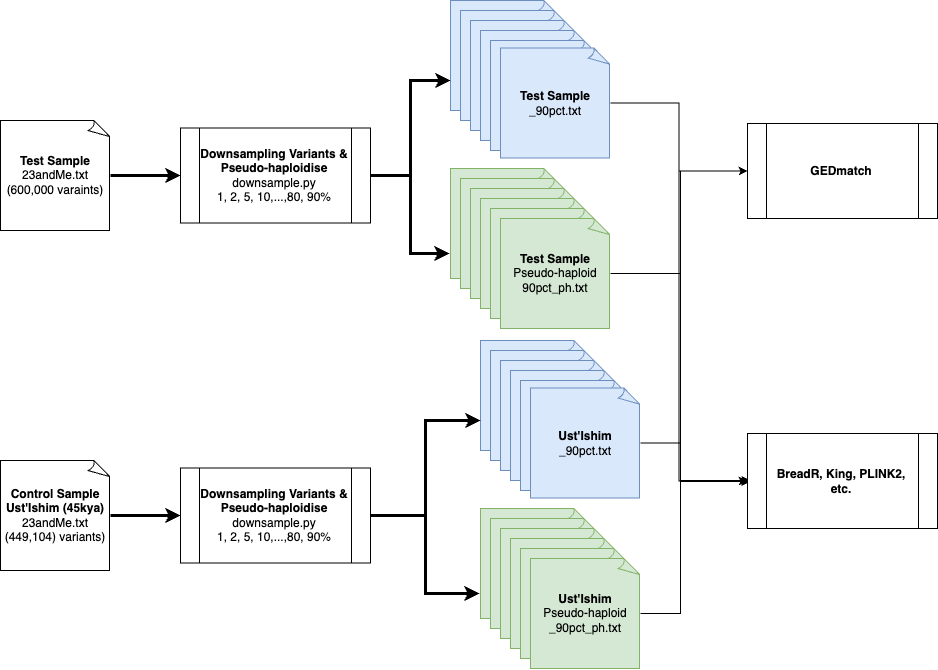 Test Sample
23andMe.txt
(600,000 varaints)
Downsampling Variants &
Pseudo-haploidise
downsample.py
1, 2, 5, 10,...,80, 90%
Test Sample
_90pct.txt
Test Sample
Pseudo-haploid
90pct_ph.txt
GEDmatch
Control Sample
Ust'Ishim (45kya)
23andMe.txt
(449,104) variants)
Downsampling Variants &
Pseudo-haploidise
downsample.py
1, 2, 5, 10,...,80, 90%
Ust'Ishim
_90pct.txt
Ust'Ishim
Pseudo-haploid
_90pct_ph.txt
BreadR, King, PLINK2,
etc.